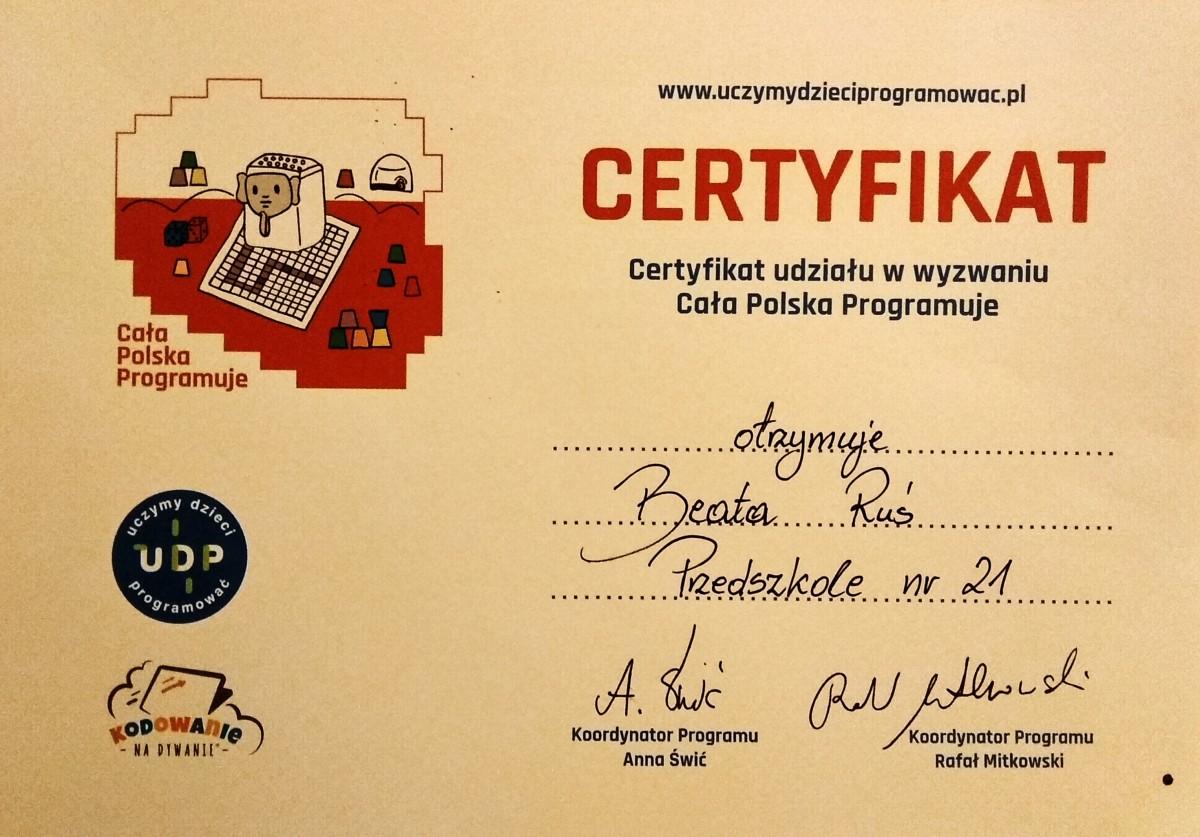 www.uczymydzieciprogramowac.pl
CERTYFIKAT
Certyfikat udziału w wyzwaniu
Cała Polska Programuje
Cała
Polska
Programuje
otrzymuje
Beata Ruś
Przedszkole nr 21
uczymy dzieci
UDP
programować
KODOWANIE
- NA DYWANIE -
A. Świć
Koordynator Programu
Anna Świć
Koordynator Programu
Rafał Mitkowski